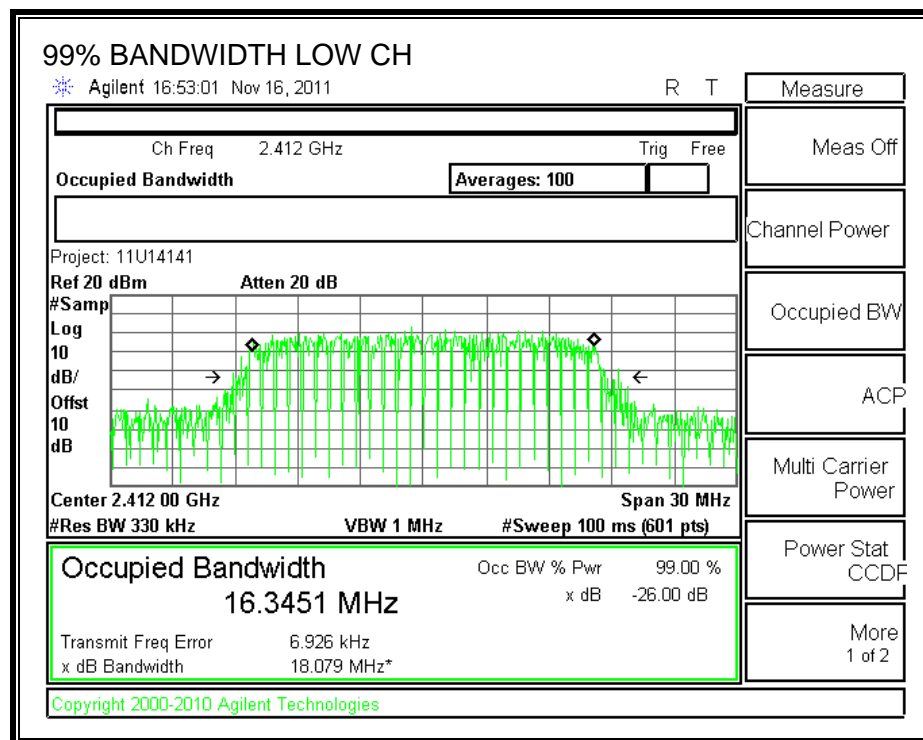 99% BANDWIDTH LOW CH
Agilent 16:53:01 Nov 16, 2011 R T
Measure
Ch Freq 2.412 GHz Trig Free
Meas Off
Occupied Bandwidth Averages: 100
Channel Power
Project: 11U14141
Ref 20 dBm Atten 20 dB
#Samp
Log
10
dB/
Offst
10
dB
Occupied BW
ACP
Center 2.412 00 GHz Span 30 MHz
#Res BW 330 kHz VBW 1 MHz #Sweep 100 ms (601 pts)
Multi Carrier
Power
Occupied Bandwidth Occ BW % Pwr 99.00 %
16.3451 MHz x dB -26.00 dB
Power Stat
CCDF
Transmit Freq Error 6.926 kHz
x dB Bandwidth 18.079 MHz*
More
1 of 2
Copyright 2000-2010 Agilent Technologies